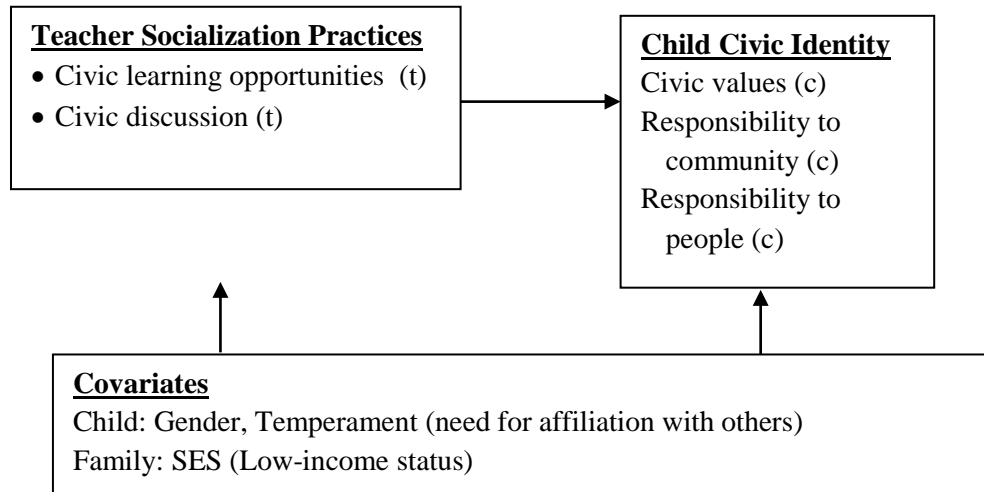 Teacher Socialization Practices
• Civic learning opportunities (t)
• Civic discussion (t)
Child Civic Identity
Civic values (c)
Responsibility to
community (c)
Responsibility to
people (c)
Covariates
Child: Gender, Temperament (need for affiliation with others)
Family: SES (Low-income status)